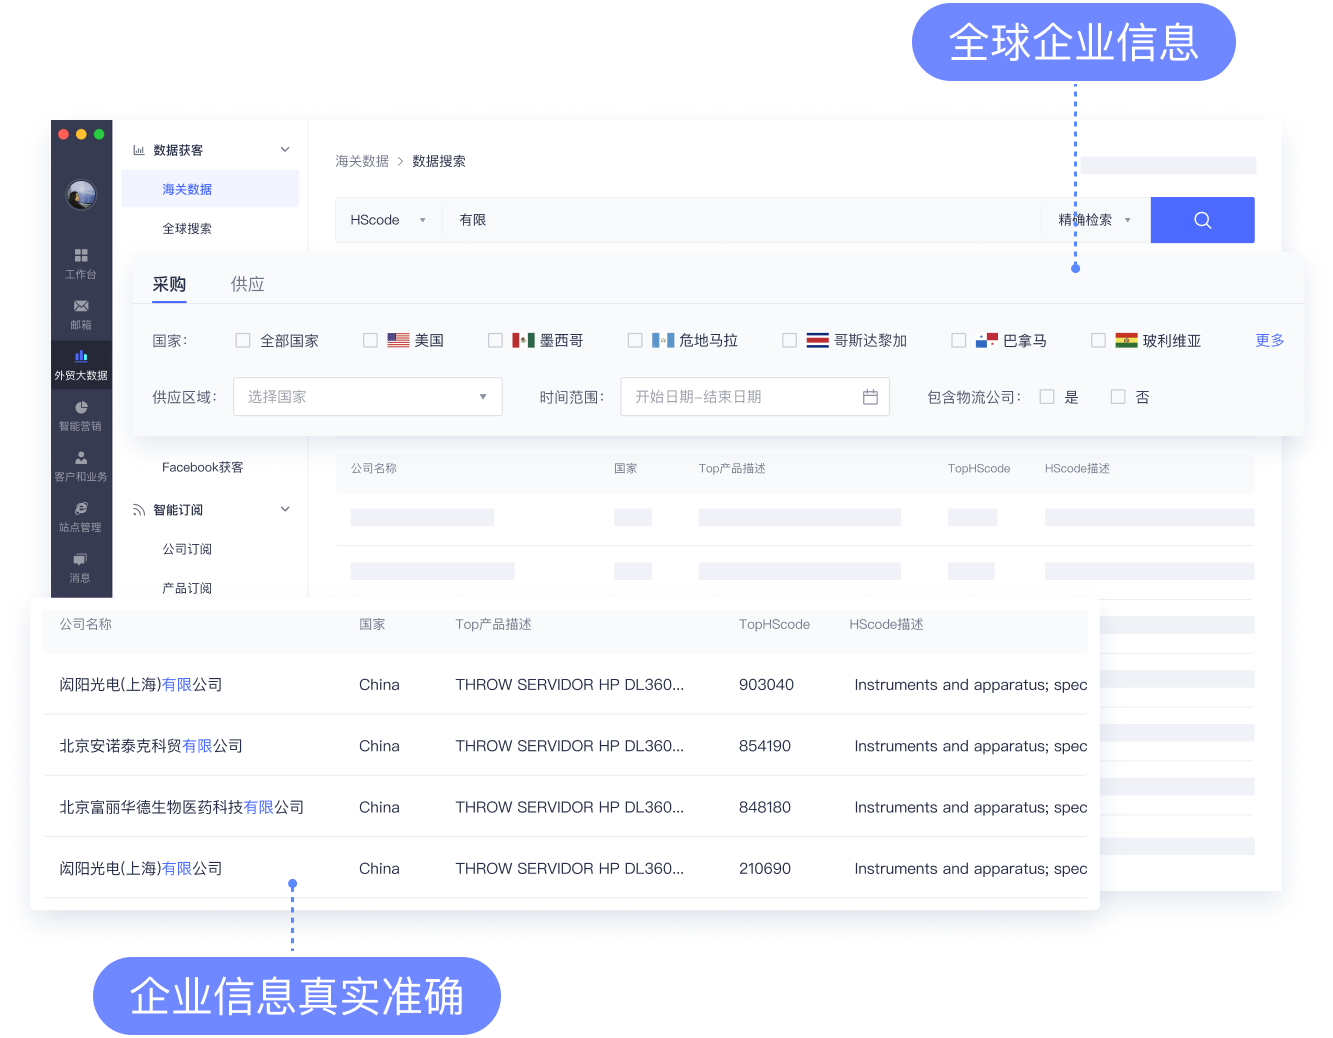 全球企业信息
数据获客
海关数据 > 数据搜索
海关数据
HScode 有限 精确检索
全球搜索
工作台
采购 供应
邮箱
国家： 全部国家 美国 墨西哥 危地马拉 哥斯达黎加 巴拿马 玻利维亚 更多
外贸大数据
供应区域： 选择国家 时间范围： 开始日期-结束日期 包含物流公司： 是 否
智能营销
Facebook获客
公司名称 国家 Top产品描述 TopHScode HScode描述
客户和业务
智能订阅
站点管理
公司订阅
消息
产品订阅
公司名称 国家 Top产品描述 TopHScode HScode描述
闳阳光电(上海)有限公司 China THROW SERVIDOR HP DL360... 903040 Instruments and apparatus; spec
北京安诺泰克科贸有限公司 China THROW SERVIDOR HP DL360... 854190 Instruments and apparatus; spec
北京富丽华德生物医药科技有限公司 China THROW SERVIDOR HP DL360... 848180 Instruments and apparatus; spec
闳阳光电(上海)有限公司 China THROW SERVIDOR HP DL360... 210690 Instruments and apparatus; spec
企业信息真实准确